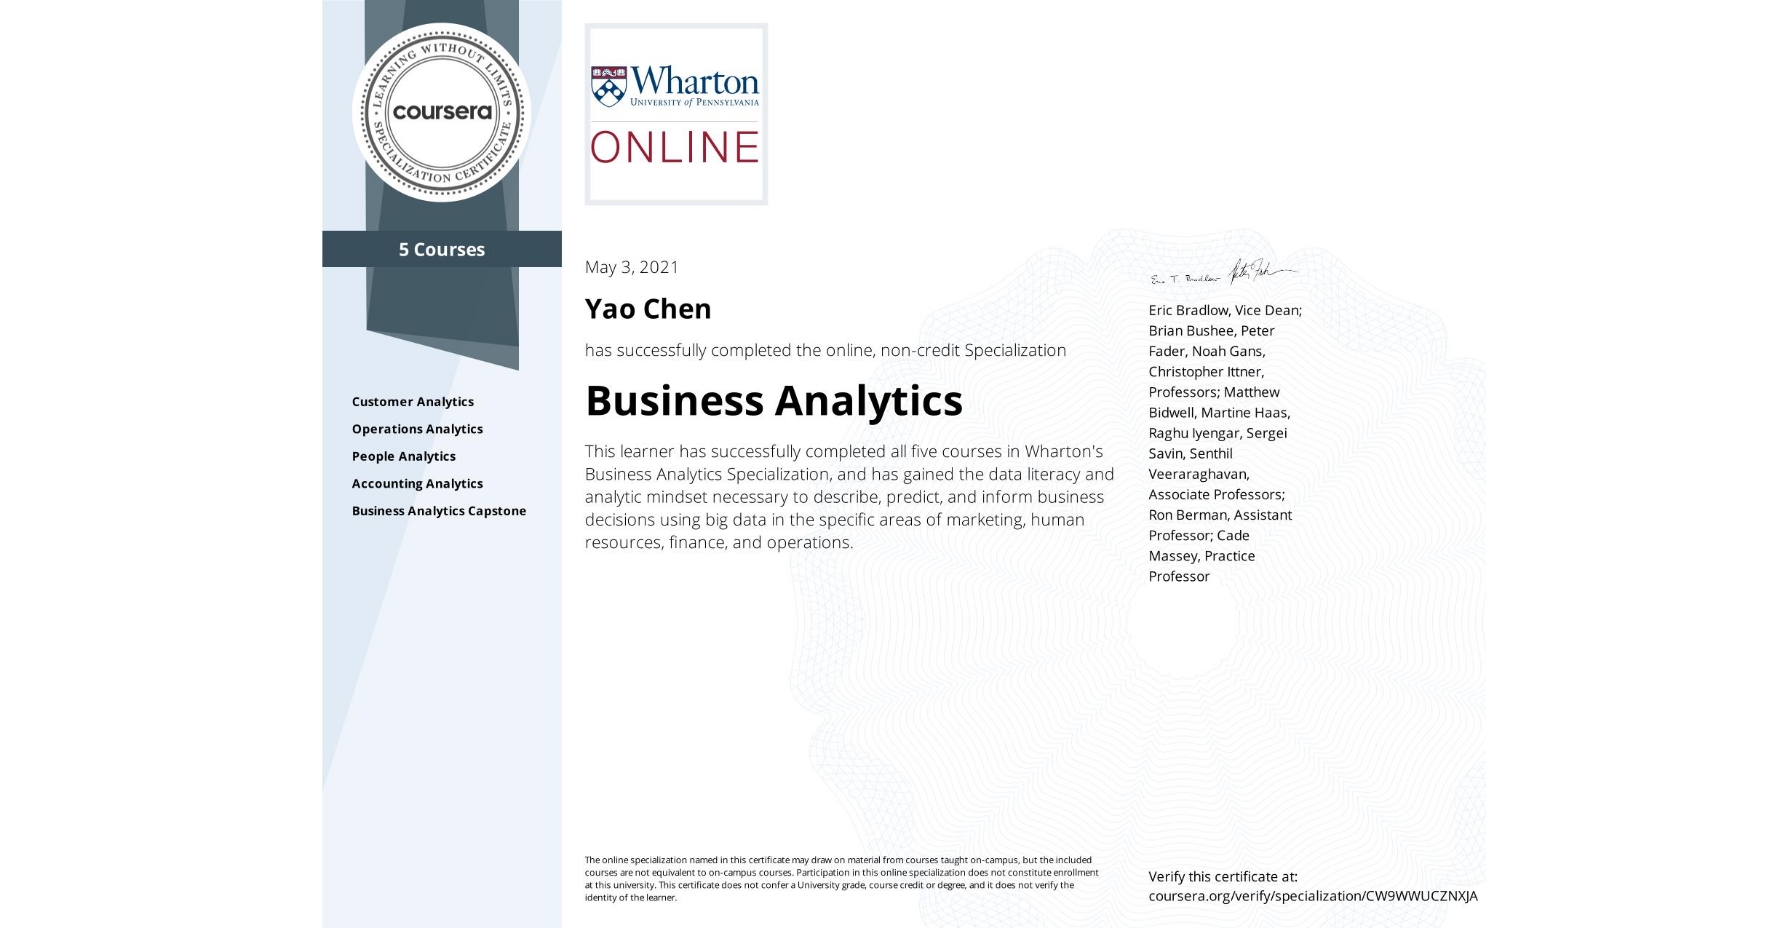 LEARNING WITHOUT LIMITS
coursera
SPECIALIZATION CERTIFICATE
5 Courses
Customer Analytics
Operations Analytics
People Analytics
Accounting Analytics
Business Analytics Capstone
Wharton
UNIVERSITY of PENNSYLVANIA
ONLINE
May 3, 2021
Yao Chen
has successfully completed the online, non-credit Specialization
Business Analytics
This learner has successfully completed all five courses in Wharton's
Business Analytics Specialization, and has gained the data literacy and
analytic mindset necessary to describe, predict, and inform business
decisions using big data in the specific areas of marketing, human
resources, finance, and operations.
Eric T. Bradlow Peter Fader
Eric Bradlow, Vice Dean;
Brian Bushee, Peter
Fader, Noah Gans,
Christopher Ittner,
Professors; Matthew
Bidwell, Martine Haas,
Raghu Iyengar, Sergei
Savin, Senthil
Veeraraghavan,
Associate Professors;
Ron Berman, Assistant
Professor; Cade
Massey, Practice
Professor
The online specialization named in this certificate may draw on material from courses taught on-campus, but the included
courses are not equivalent to on-campus courses. Participation in this online specialization does not constitute enrollment
at this university. This certificate does not confer a University grade, course credit or degree, and it does not verify the
identity of the learner.
Verify this certificate at:
coursera.org/verify/specialization/CW9WWUCZNXJA